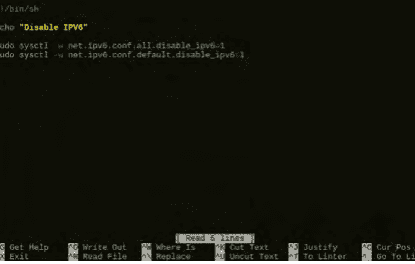 !/bin/sh
cho "Disable IPV6"
udo sysctl -w net.ipv6.conf.all.disable_ipv6=1
udo sysctl -w net.ipv6.conf.default.disable_ipv6=1
[ Read 6 lines ]
G Get Help ^O Write Out ^W Where Is ^K Cut Text ^J Justify ^C Cur Pos
X Exit ^R Read File ^\ Replace ^U Uncut Text ^T To Linter ^_ Go To Li